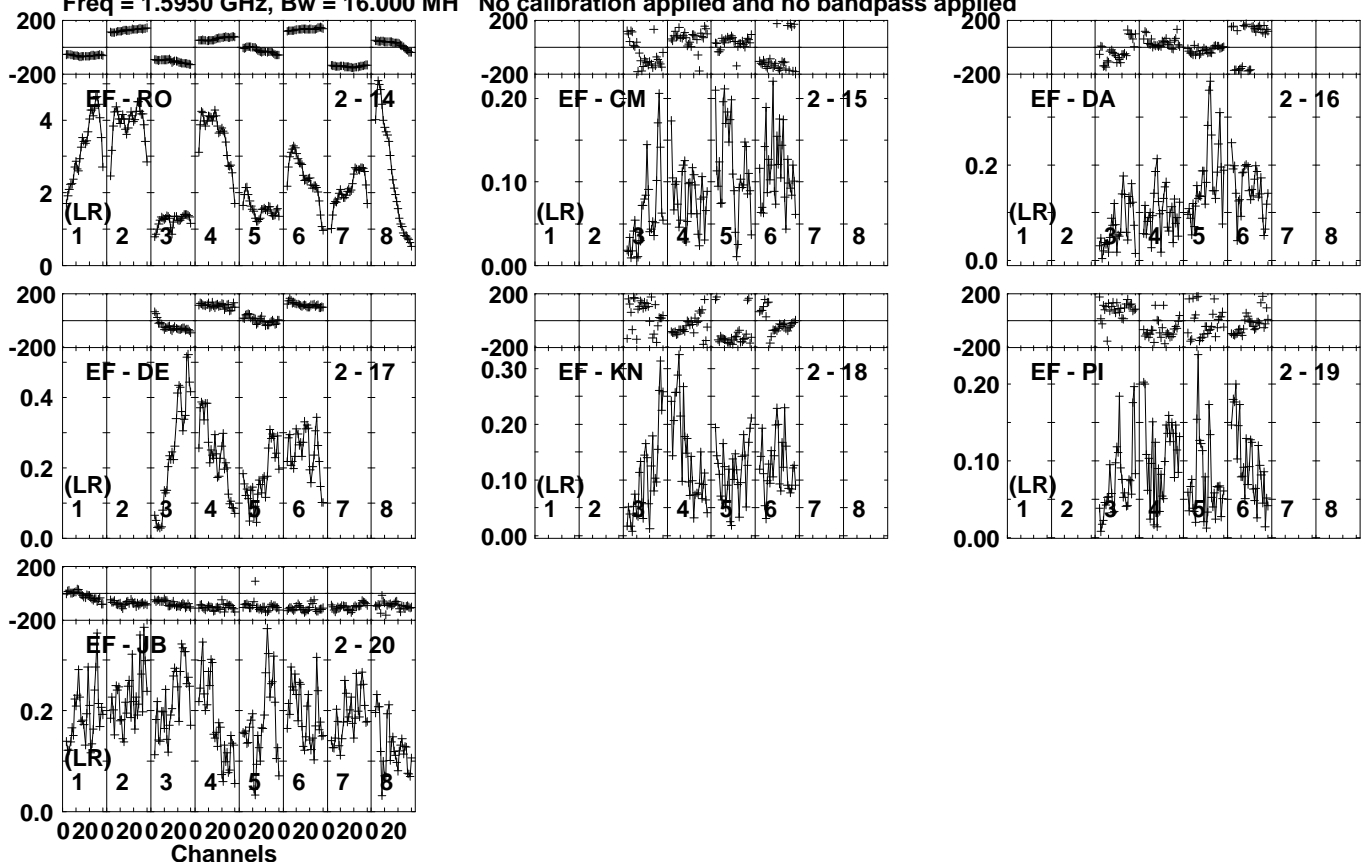 Freq = 1.5950 GHz, Bw = 16.000 MH No calibration applied and no bandpass applied
200
-200
EF - RO 2 - 14
4
2
0
(LR)
1 2 3 4 5 6 7 8
EF - CM 2 - 15
0.20
0.10
0.00
(LR)
1 2 3 4 5 6 7 8
200
-200
EF - DA 2 - 16
0.2
0.0
(LR)
1 2 3 4 5 6 7 8
200
-200
200
-200
EF - DE 2 - 17
0.4
0.2
0.0
(LR)
1 2 3 4 5 6 7 8
200
-200
EF - KN 2 - 18
0.30
0.20
0.10
0.00
(LR)
1 2 3 4 5 6 7 8
200
-200
EF - PI 2 - 19
0.20
0.10
0.00
(LR)
1 2 3 4 5 6 7 8
200
-200
EF - JB 2 - 20
0.2
0.0
(LR)
1 2 3 4 5 6 7 8
0 20 0 20 0 20 0 20 0 20 0 20 0 20 0 20
Channels